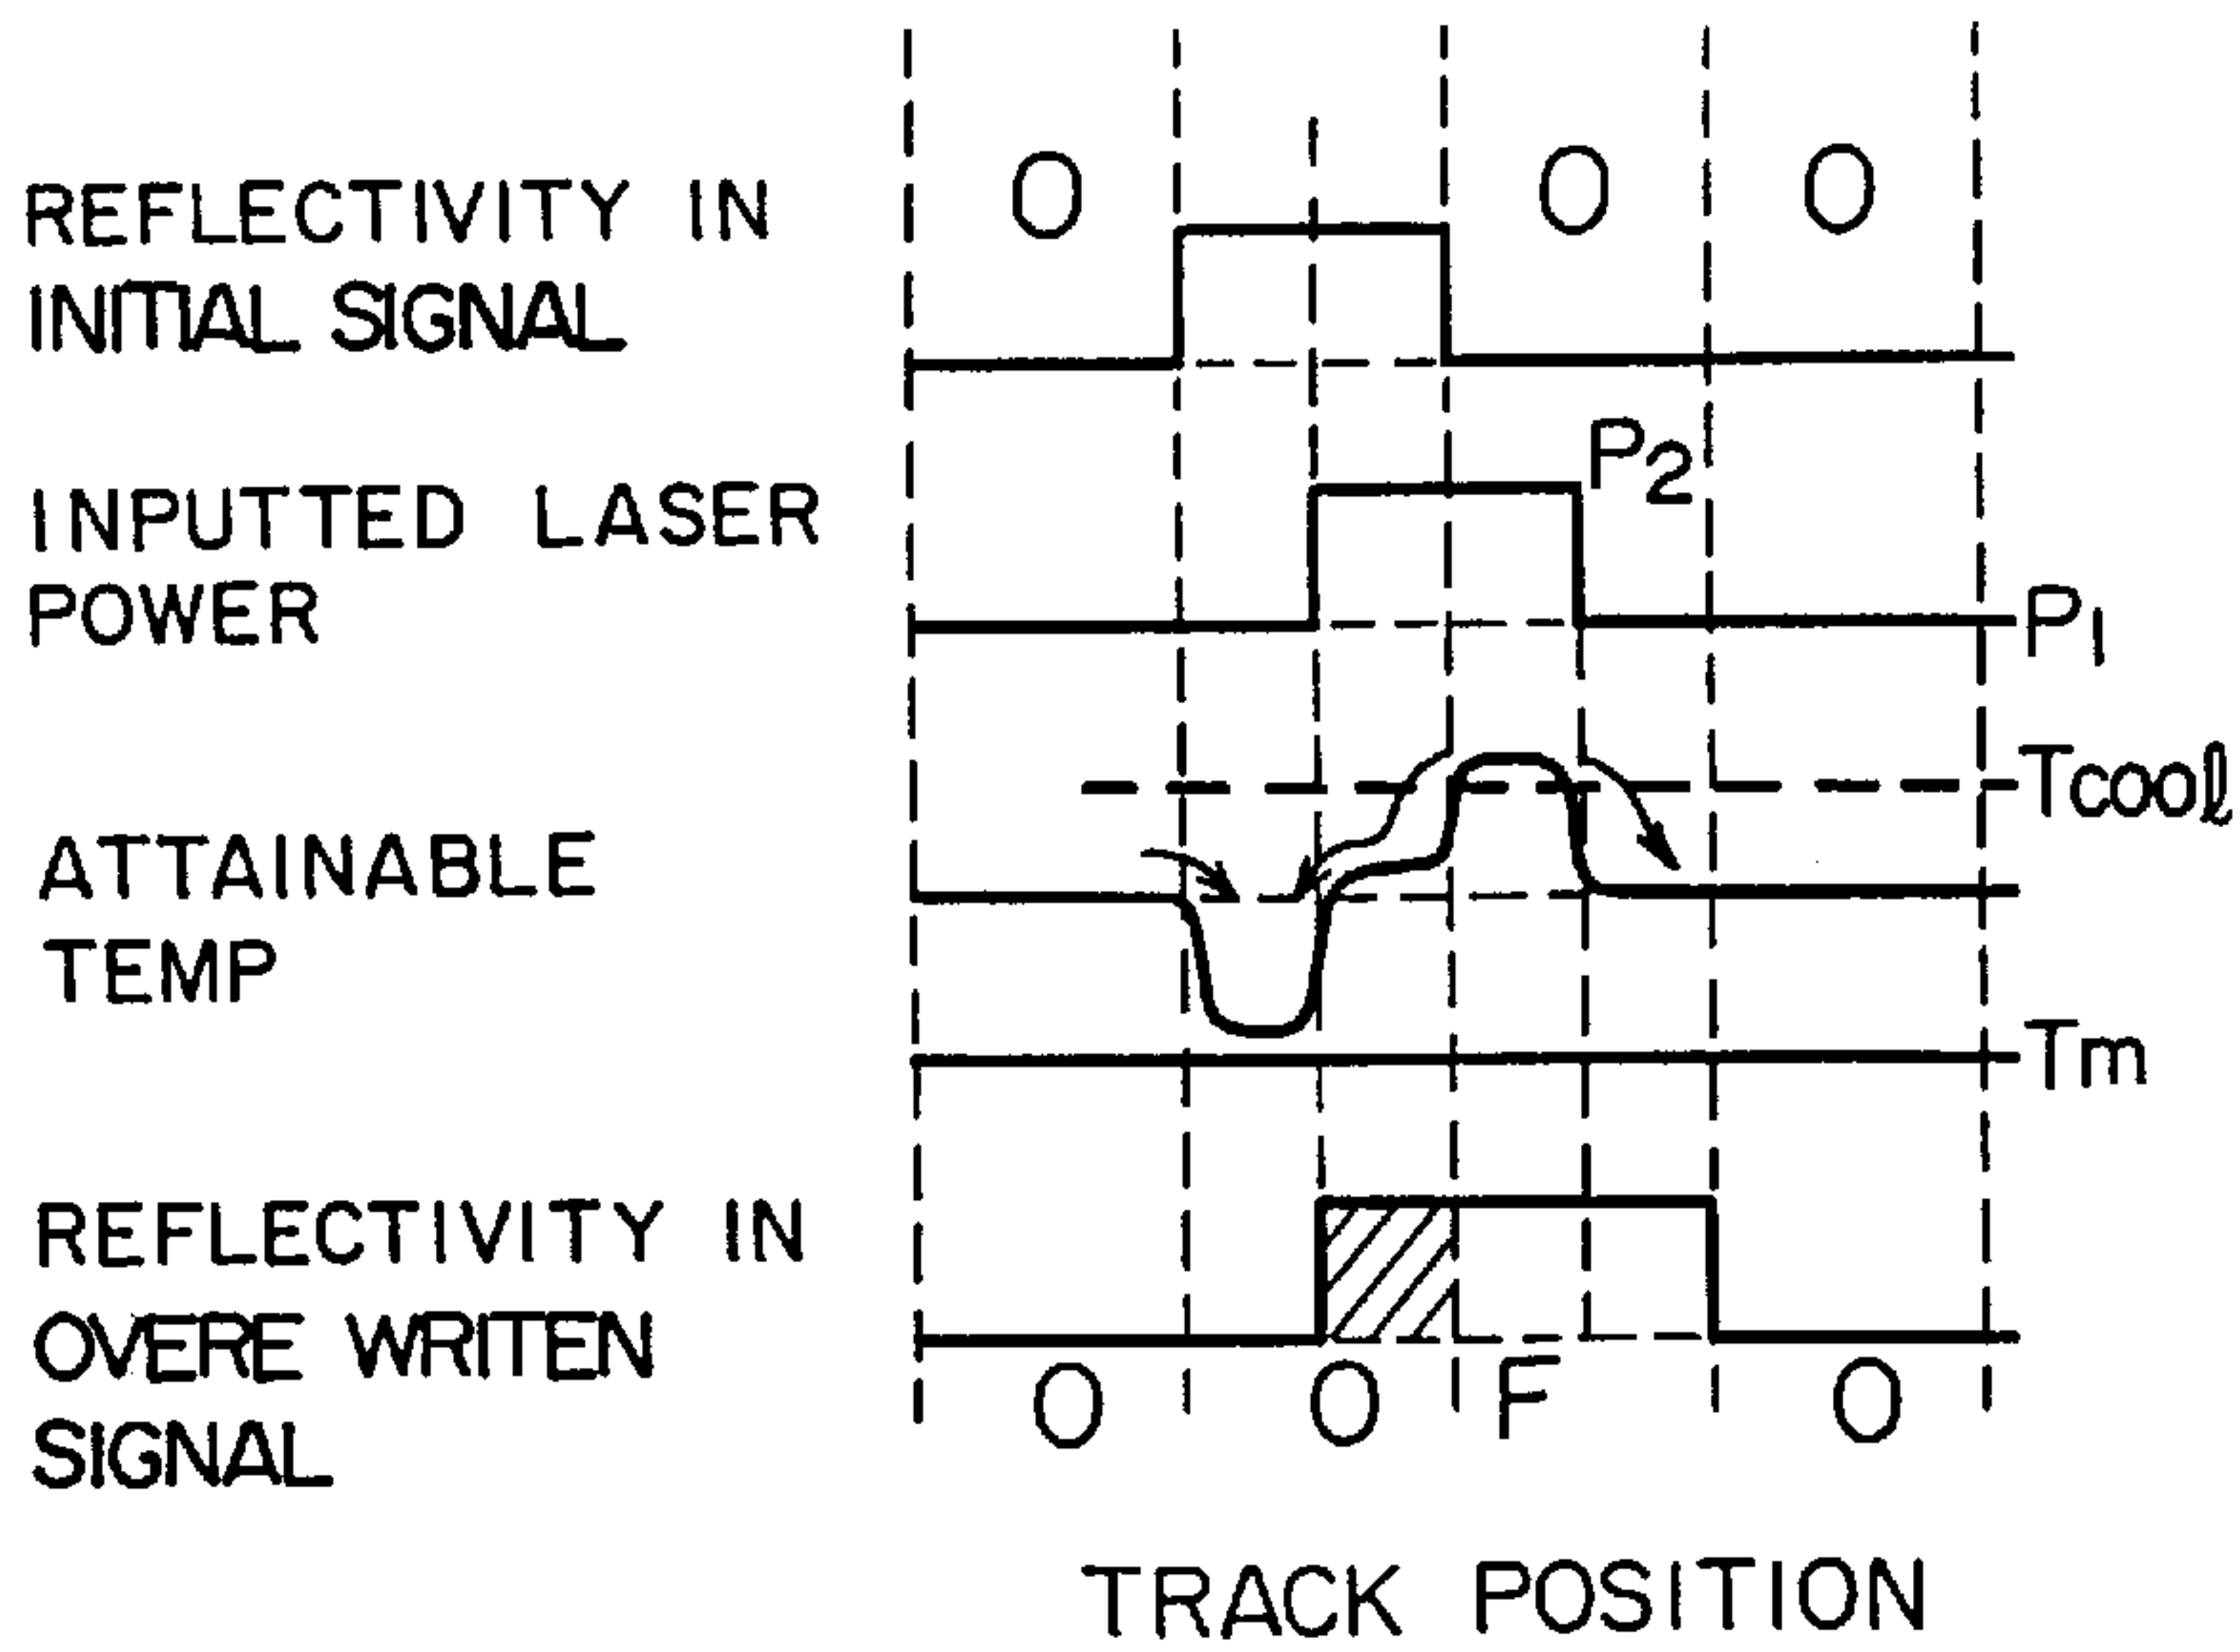 O O O
REFLECTIVITY IN
INITIAL SIGNAL
P2
INPUTTED LASER
POWER
P1
Tcool
ATTAINABLE
TEMP
Tm
REFLECTIVITY IN
OVERE WRITEN
SIGNAL
O O F O
TRACK POSITION